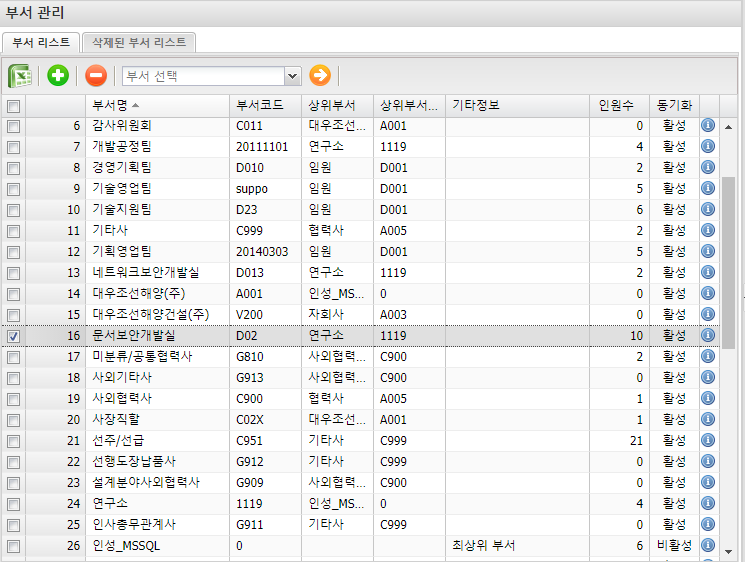 부서 관리
부서 리스트 삭제된 부서 리스트
부서 선택
부서명 부서코드 상위부서 상위부서... 기타정보 인원수 동기화
6 감사위원회 C011 대우조선... A001 0 활성
7 개발공정팀 20111101 연구소 1119 4 활성
8 경영기획팀 D010 임원 D001 2 활성
9 기술영업팀 suppo 임원 D001 5 활성
10 기술지원팀 D23 임원 D001 6 활성
11 기타사 C999 협력사 A005 2 활성
12 기획영업팀 20140303 임원 D001 5 활성
13 네트워크보안개발실 D013 연구소 1119 2 활성
14 대우조선해양(주) A001 인성_MS... 0 0 활성
15 대우조선해양건설(주) V200 자회사 A003 0 활성
16 문서보안개발실 D02 연구소 1119 10 활성
17 미분류/공통협력사 G810 사외협력... C900 2 활성
18 사외기타사 G913 사외협력... C900 0 활성
19 사외협력사 C900 협력사 A005 1 활성
20 사장직할 C02X 대우조선... A001 1 활성
21 선주/선급 C951 기타사 C999 21 활성
22 선행도장납품사 G912 기타사 C999 0 활성
23 설계분야사외협력사 G909 사외협력... C900 0 활성
24 연구소 1119 인성_MS... 0 4 활성
25 인사총무관계사 G911 기타사 C999 0 활성
26 인성_MSSQL 0 최상위 부서 6 비활성